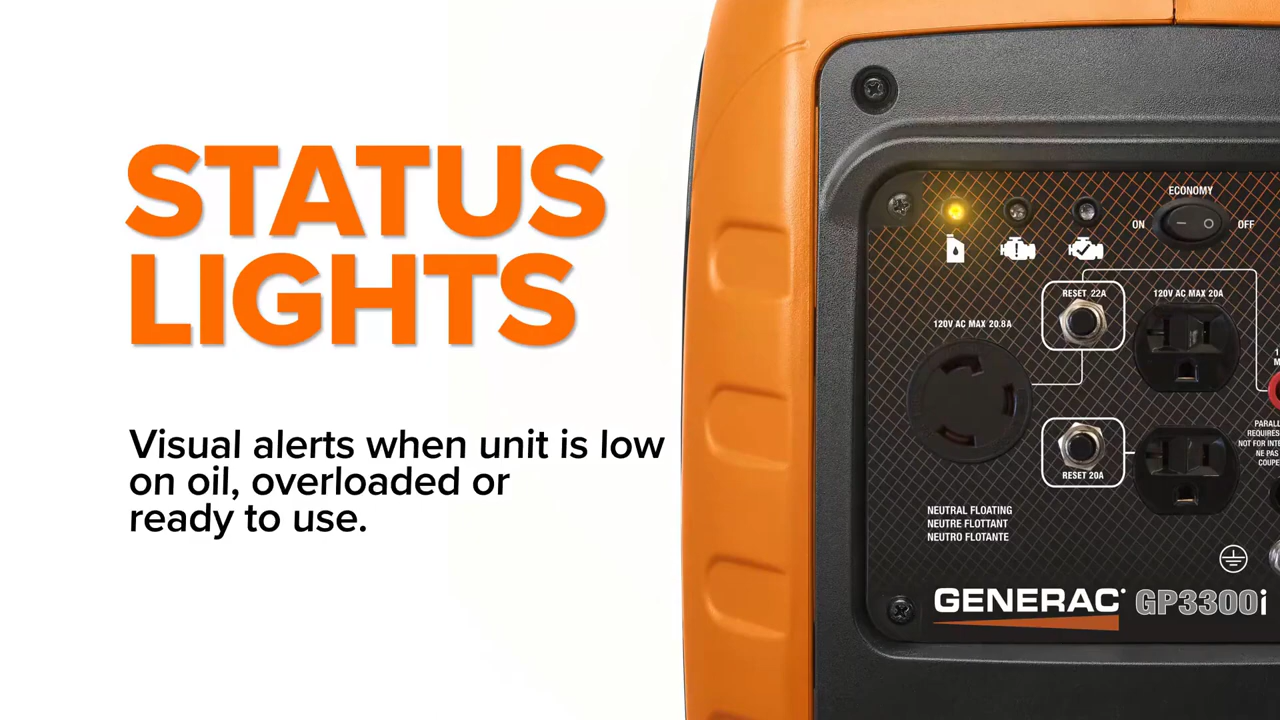 STATUS
LIGHTS
Visual alerts when unit is low
on oil, overloaded or
ready to use.
ECONOMY
ON
OFF
RESET 22A
120V AC MAX 20A
120V AC MAX 20.8A
RESET 20A
NEUTRAL FLOATING
NEUTRE FLOTTANT
NEUTRO FLOTANTE
GENERAC
GP3300i